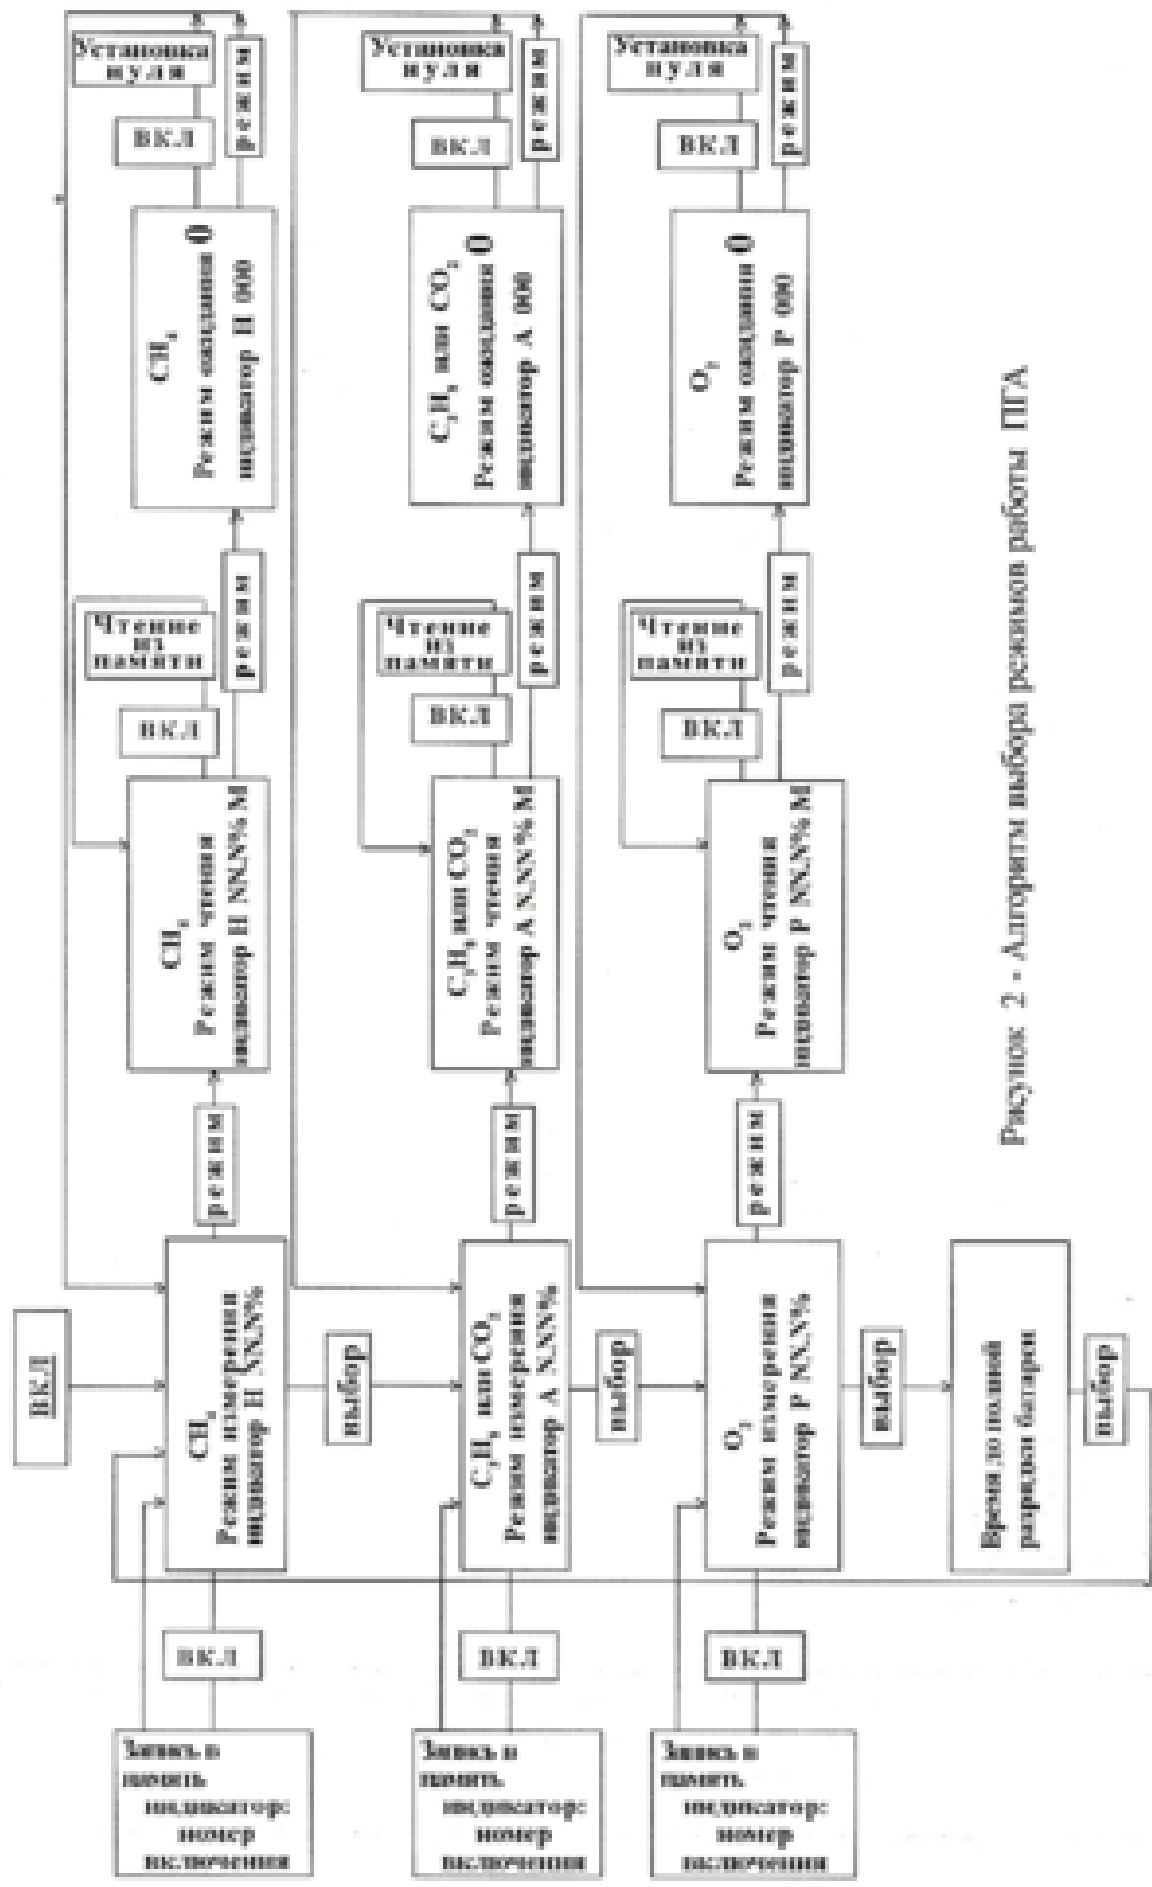 ВКЛ
Запись в
память
индикатор:
номер
включения
ВКЛ
CH₄
Режим измерения
индикатор Н XX.X%
режим
CH₄
Режим чтения
индикатор Н XX.X% М
ВКЛ
Чтение
из
памяти
режим
CH₄
Режим ожидания 0
индикатор Н 000
ВКЛ
Установка
нуля
режим
выбор
Запись в
память
индикатор:
номер
включения
ВКЛ
C₃H₈ или CO₂
Режим измерения
индикатор А X.XX%
режим
C₃H₈ или CO₂
Режим чтения
индикатор А X.XX% М
ВКЛ
Чтение
из
памяти
режим
C₃H₈ или CO₂
Режим ожидания 0
индикатор А 000
ВКЛ
Установка
нуля
режим
выбор
Запись в
память
индикатор:
номер
включения
ВКЛ
O₂
Режим измерения
индикатор Р XX.X%
режим
O₂
Режим чтения
индикатор Р XX.X% М
ВКЛ
Чтение
из
памяти
режим
O₂
Режим ожидания 0
индикатор Р 000
ВКЛ
Установка
нуля
режим
выбор
Время до полной
разрядки батареи
выбор
Рисунок 2 - Алгоритм выбора режимов работы ПГА